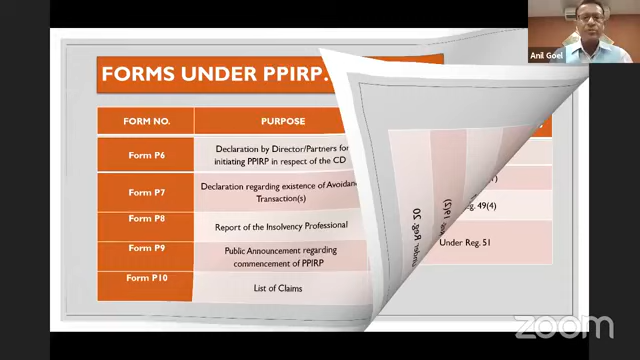 Anil Goel
FORMS UNDER PPIRP.
FORM NO.
PURPOSE
Form P6
Declaration by Director/Partners for
initiating PPIRP in respect of the CD
Form P7
Declaration regarding existence of
Transaction(s)
Form P8
Report of the Insolvency Professional
Form P9
Public Announcement regarding
commencement of PPIRP
Form P10
List of Claims
49(4)
Under Reg. 51
Reg. 20
zoom